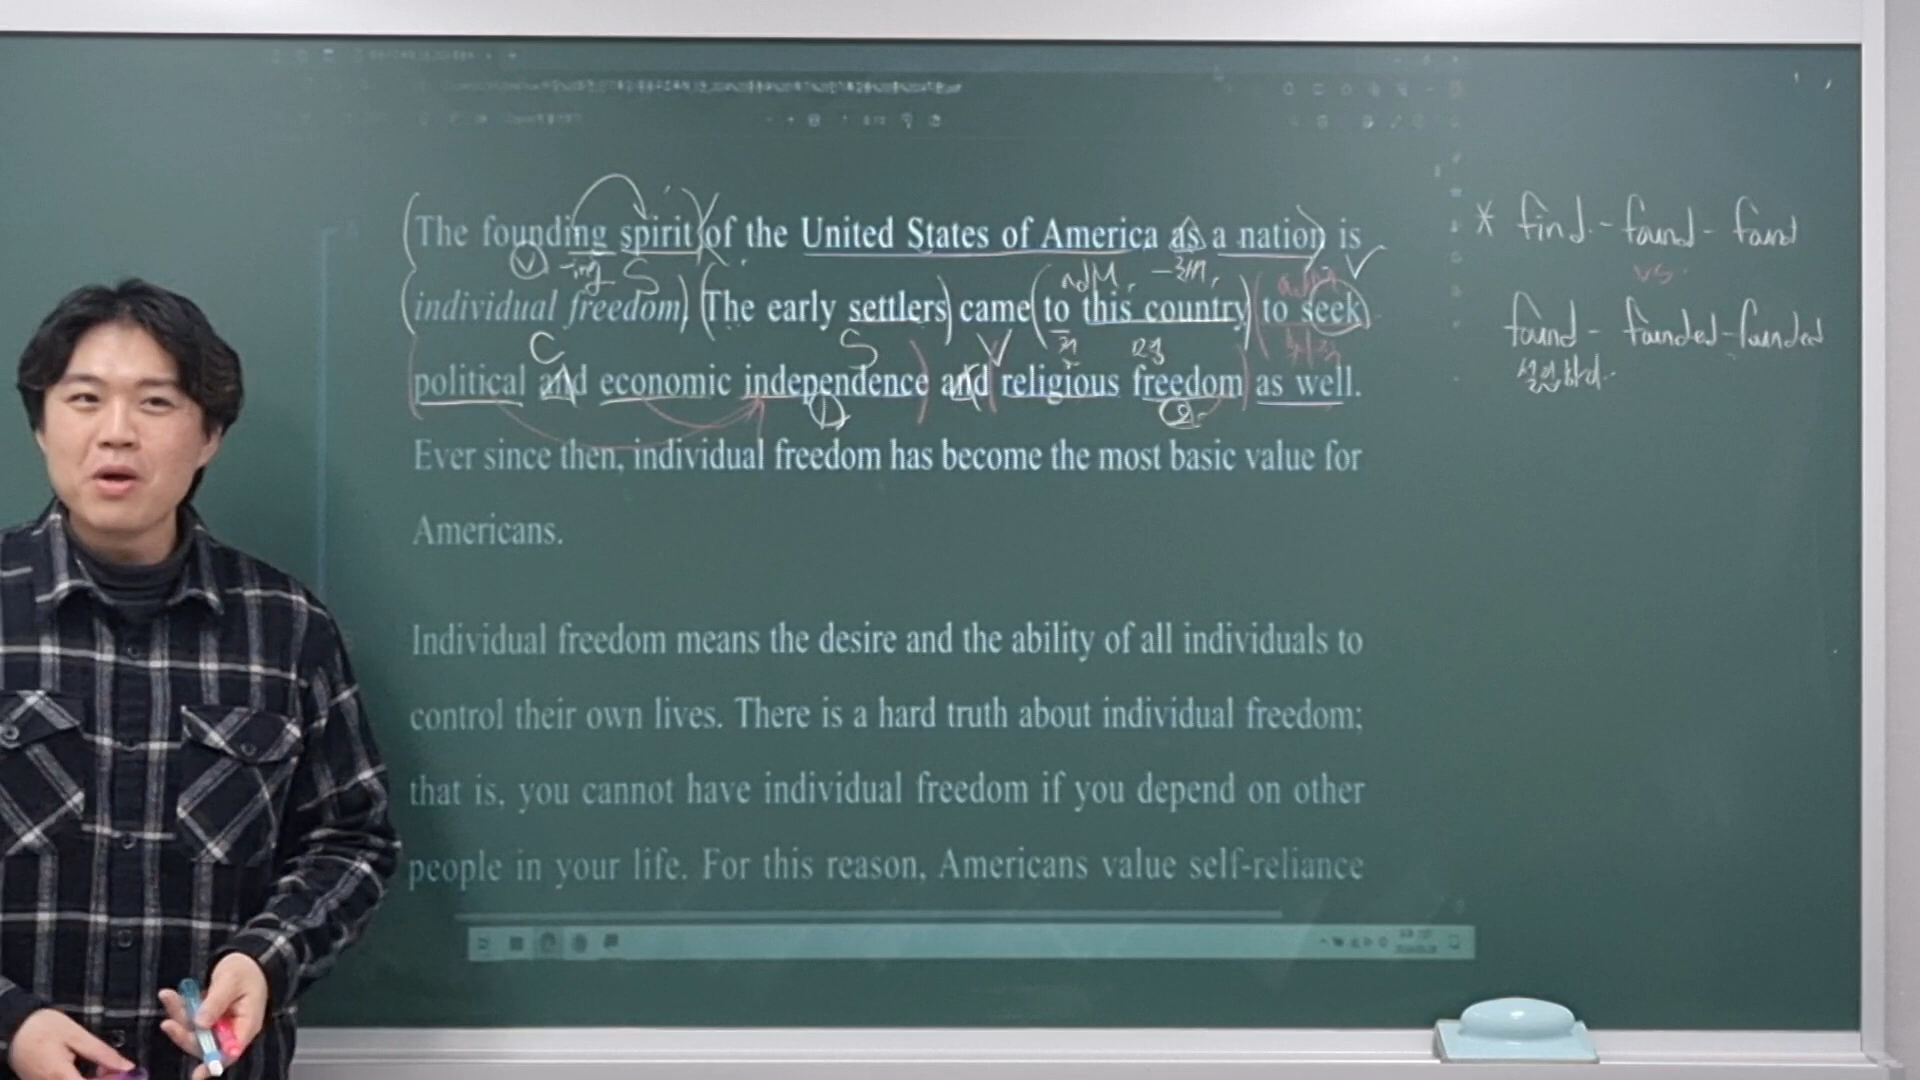 The founding spirit of the United States of America as a nation is
individual freedom. The early settlers came to this country to seek
political and economic independence and religious freedom as well.
Ever since then, individual freedom has become the most basic value for
Americans.
Individual freedom means the desire and the ability of all individuals to
control their own lives. There is a hard truth about individual freedom;
that is, you cannot have individual freedom if you depend on other
people in your life. For this reason, Americans value self-reliance
V -ing S V
C S V
전 명
① ②
* find - found - found
vs.
found - founded - founded
설립하다.